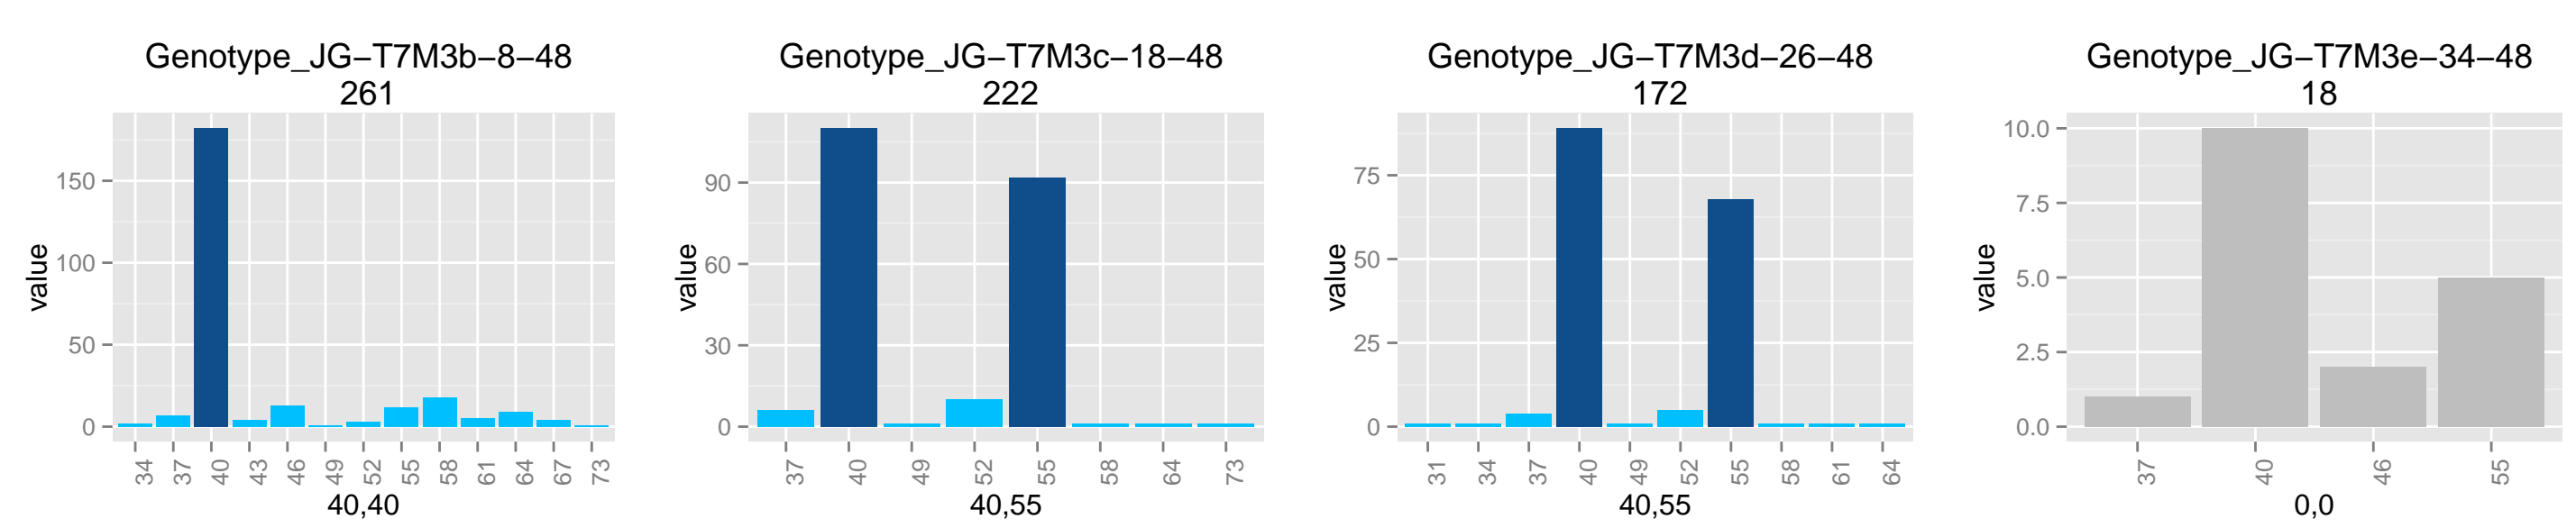 Genotype_JG−T7M3b−8−48
261
value
150
100
50
0
34 37 40 43 46 49 52 55 58 61 64 67 73
40,40
Genotype_JG−T7M3c−18−48
222
value
90
60
30
0
37 40 49 52 55 58 64 73
40,55
Genotype_JG−T7M3d−26−48
172
value
75
50
25
0
31 34 37 40 49 52 55 58 61 64
40,55
Genotype_JG−T7M3e−34−48
18
value
10.0
7.5
5.0
2.5
0.0
37 40 46 55
0,0